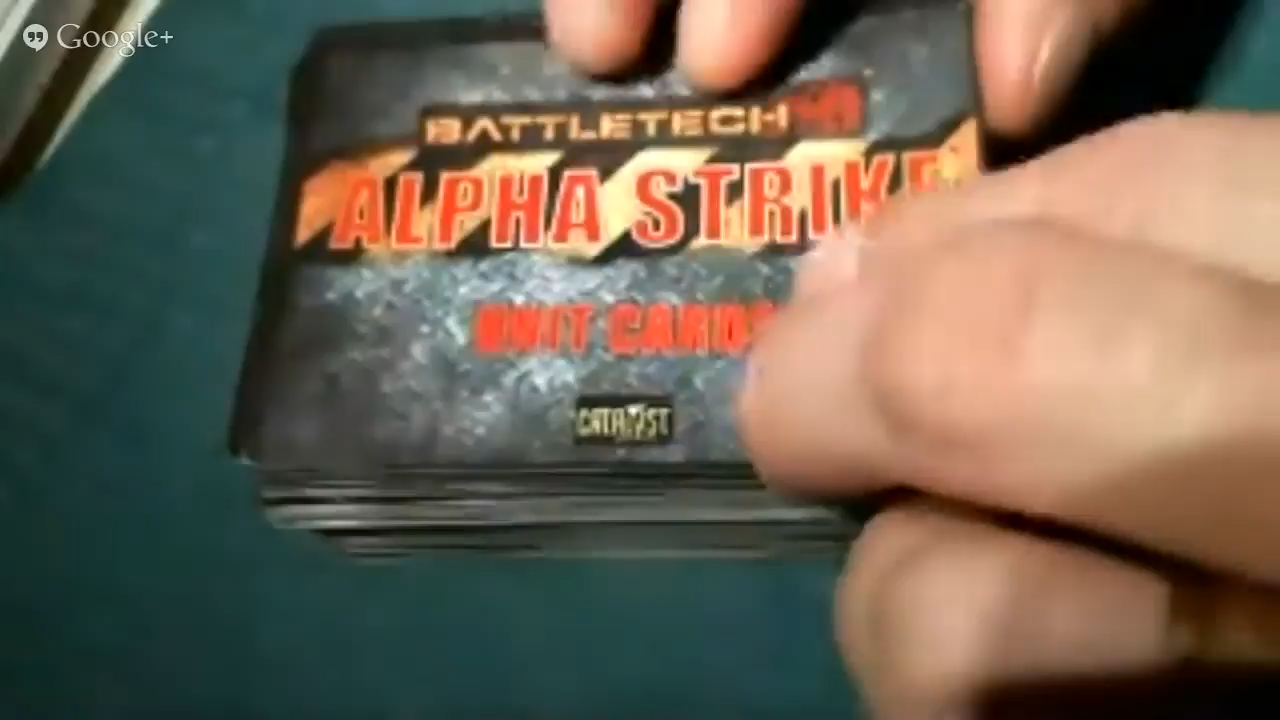 Google+
BATTLETECH
ALPHA STRIKE
UNIT CARDS
CATALYST